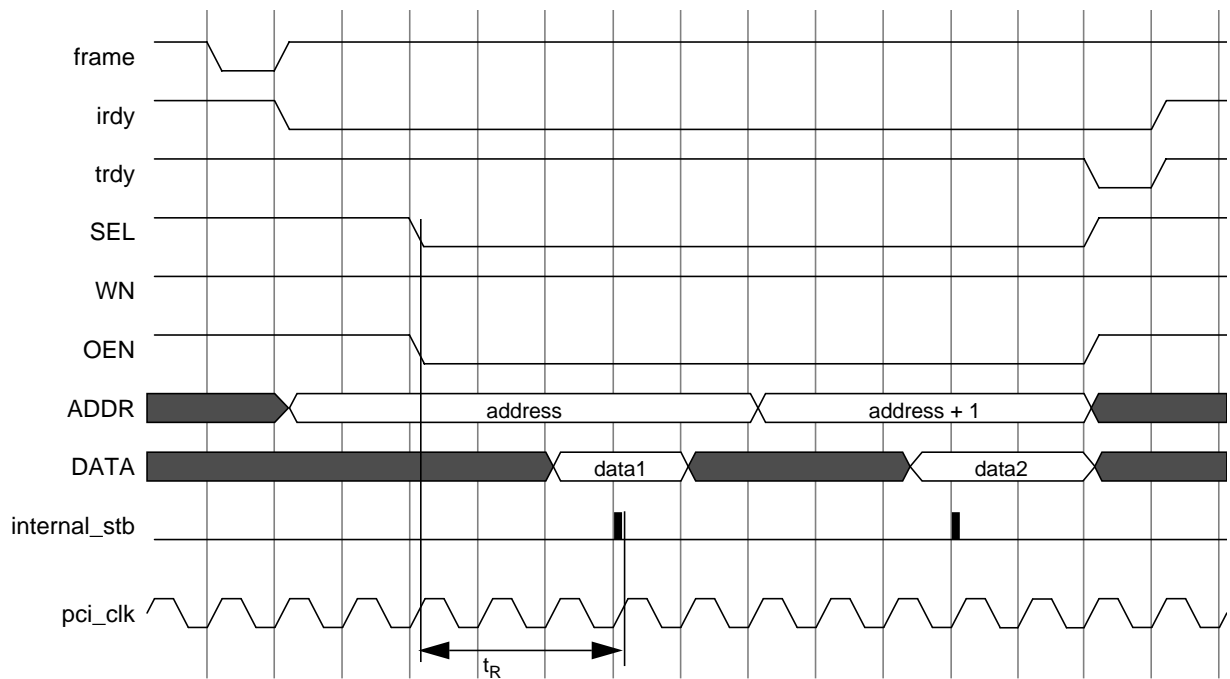 frame
irdy
trdy
SEL
WN
OEN
ADDR address address + 1
DATA data1 data2
internal_stb
pci_clk
tR